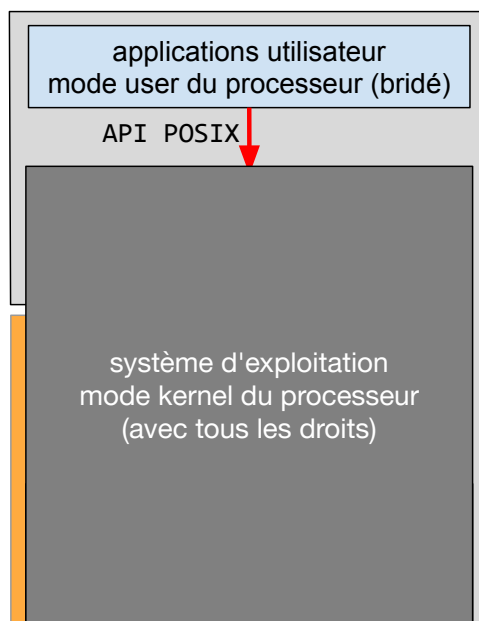 applications utilisateur
mode user du processeur (bridé)
API POSIX
système d'exploitation
mode kernel du processeur
(avec tous les droits)